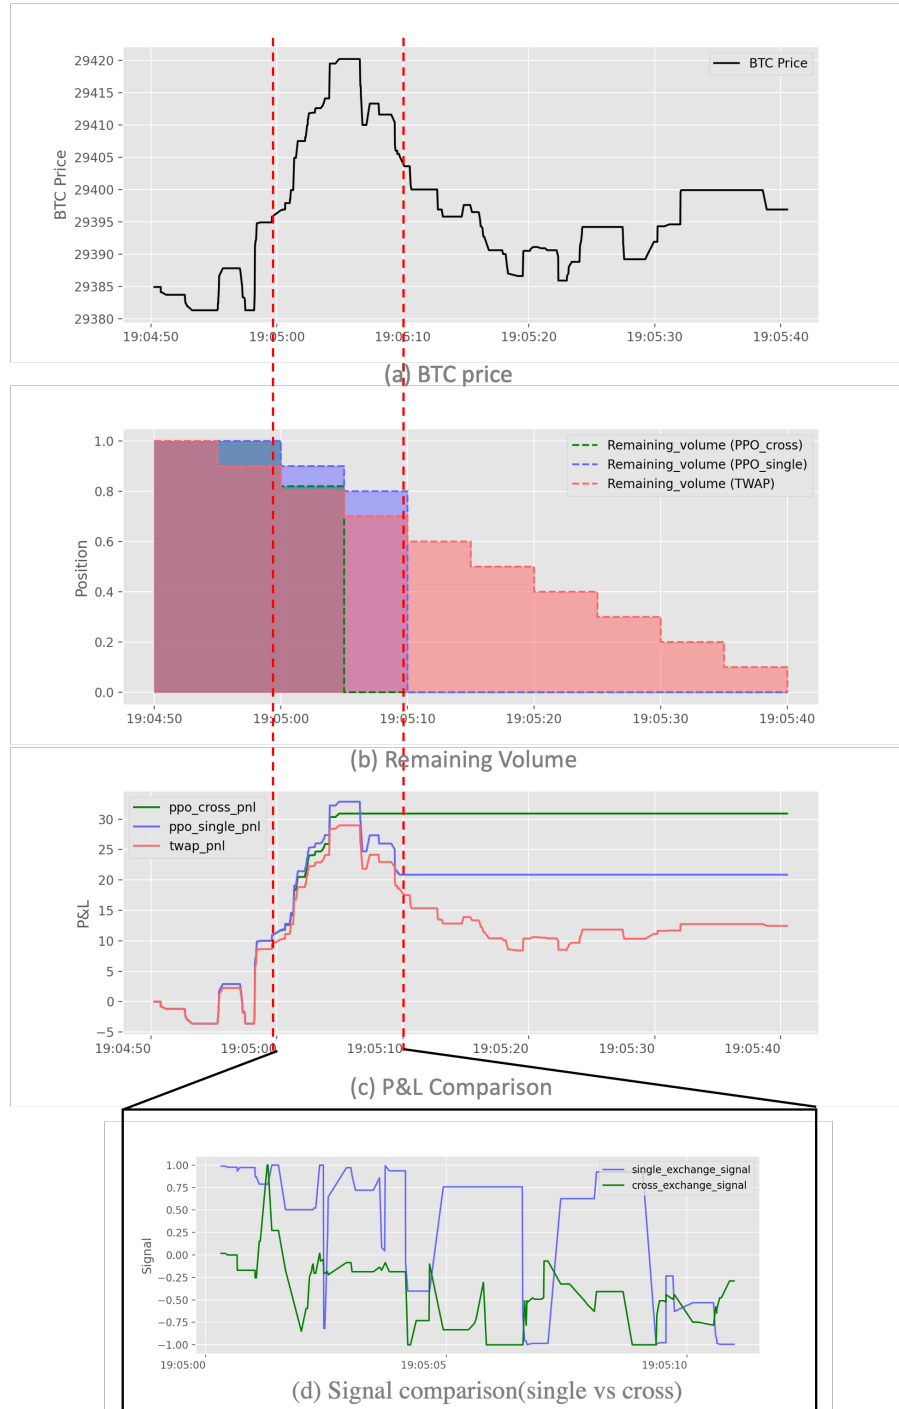 29420
29415
29410
29405
29400
29395
29390
29385
29380
BTC Price
BTC Price
19:04:50 19:05:00 19:05:10 19:05:20 19:05:30 19:05:40
(a) BTC price
1.0
0.8
0.6
0.4
0.2
0.0
Position
Remaining_volume (PPO_cross)
Remaining_volume (PPO_single)
Remaining_volume (TWAP)
19:04:50 19:05:00 19:05:10 19:05:20 19:05:30 19:05:40
(b) Remaining Volume
30
25
20
15
10
5
0
−5
P&L
ppo_cross_pnl
ppo_single_pnl
twap_pnl
19:04:50 19:05:00 19:05:10 19:05:20 19:05:30 19:05:40
(c) P&L Comparison
1.00
0.75
0.50
0.25
0.00
−0.25
−0.50
−0.75
−1.00
Signal
single_exchange_signal
cross_exchange_signal
19:05:00 19:05:05 19:05:10
(d) Signal comparison(single vs cross)